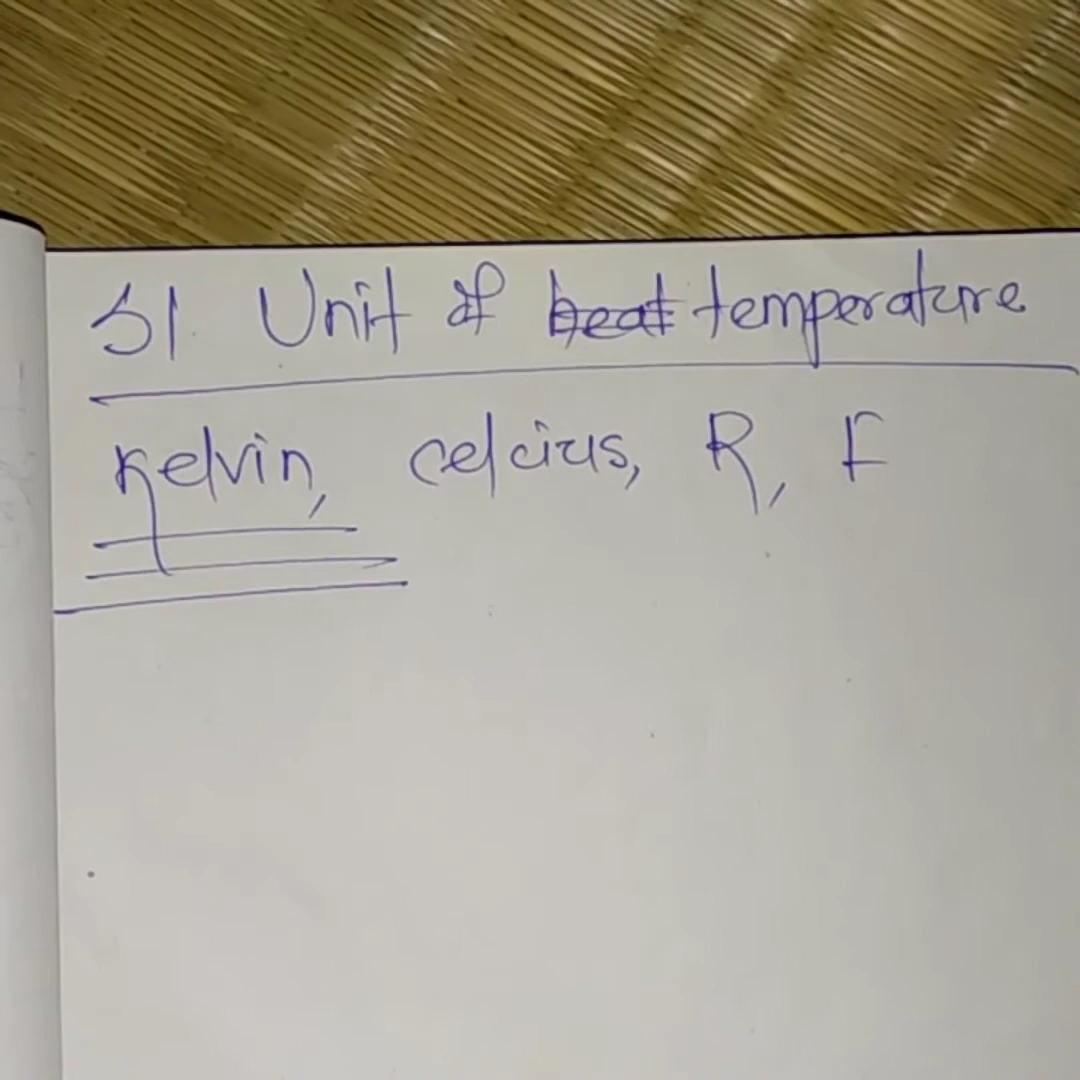 SI Unit of heat temperature
Kelvin, celcius, R, F